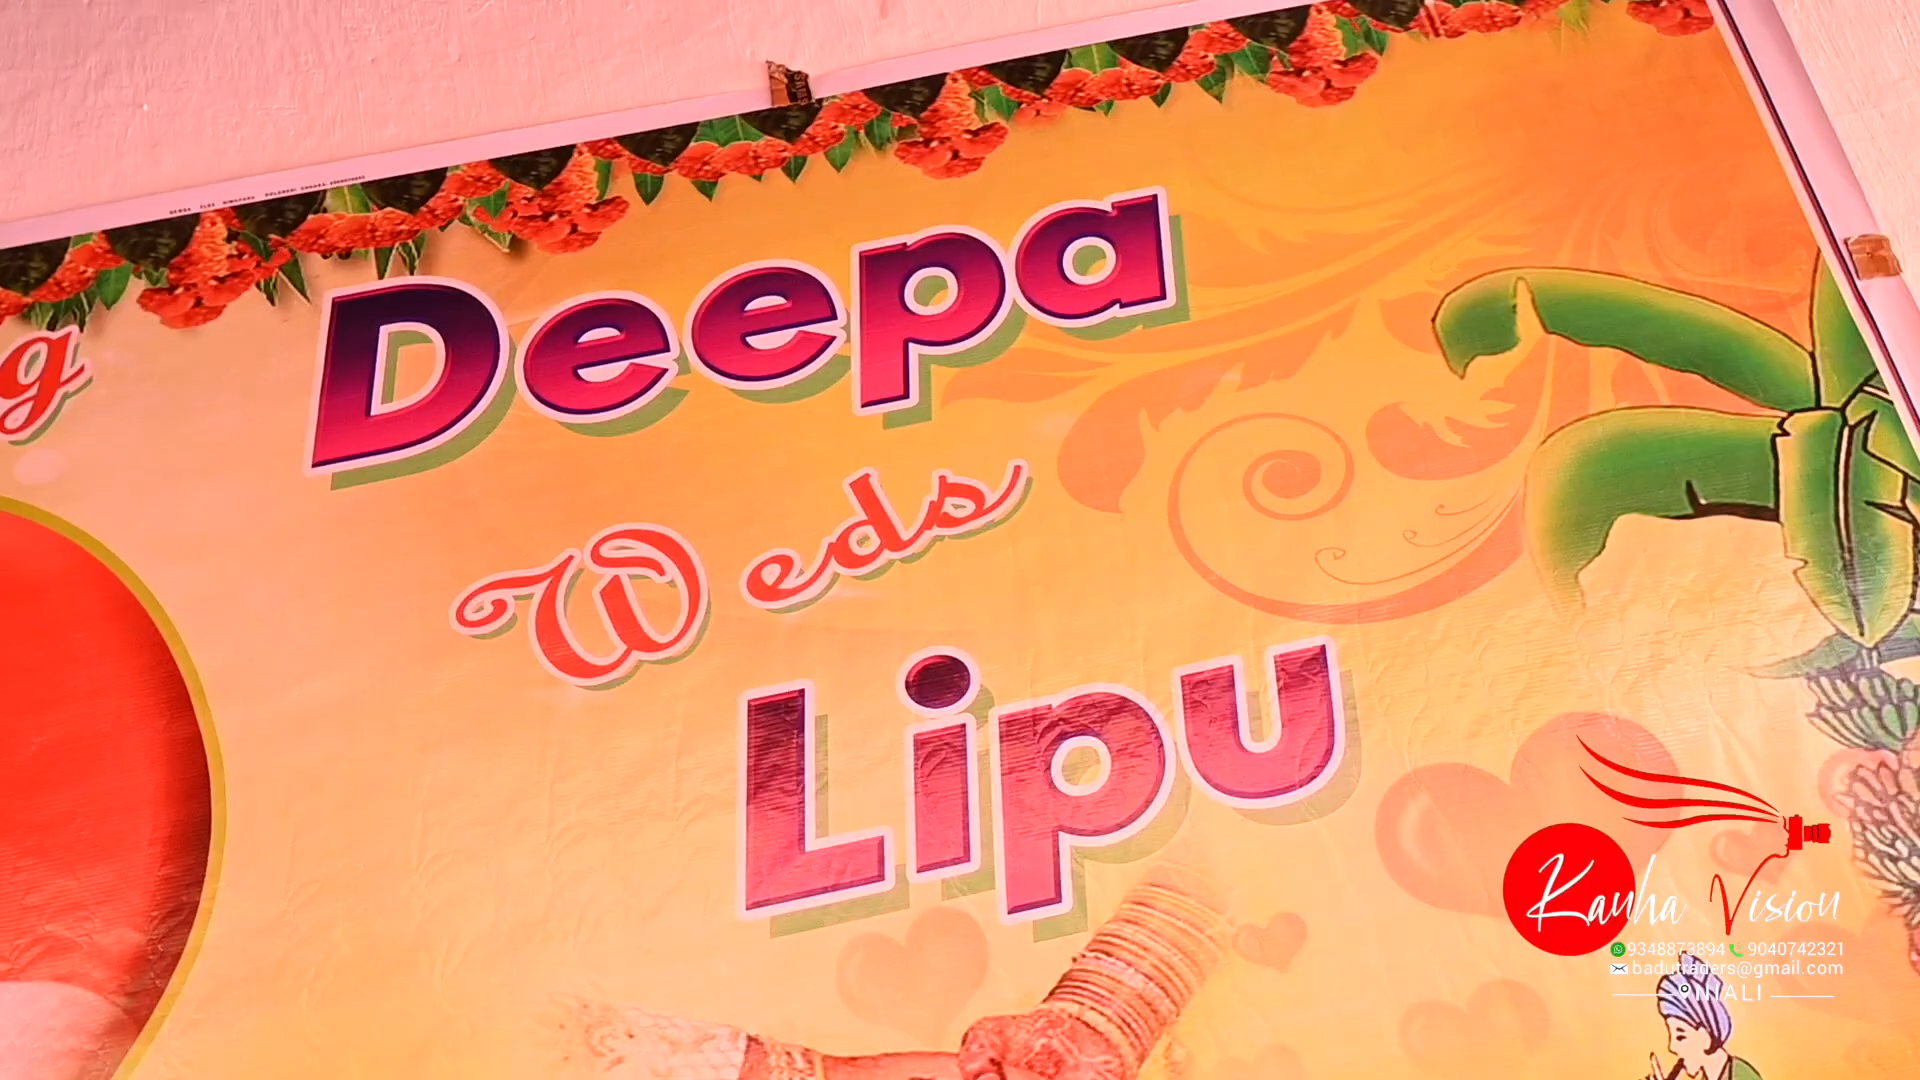 g
Deepa
Weds
Lipu
Kanha Vision
9348873894 9040742321
badutraders@gmail.com
NIALI